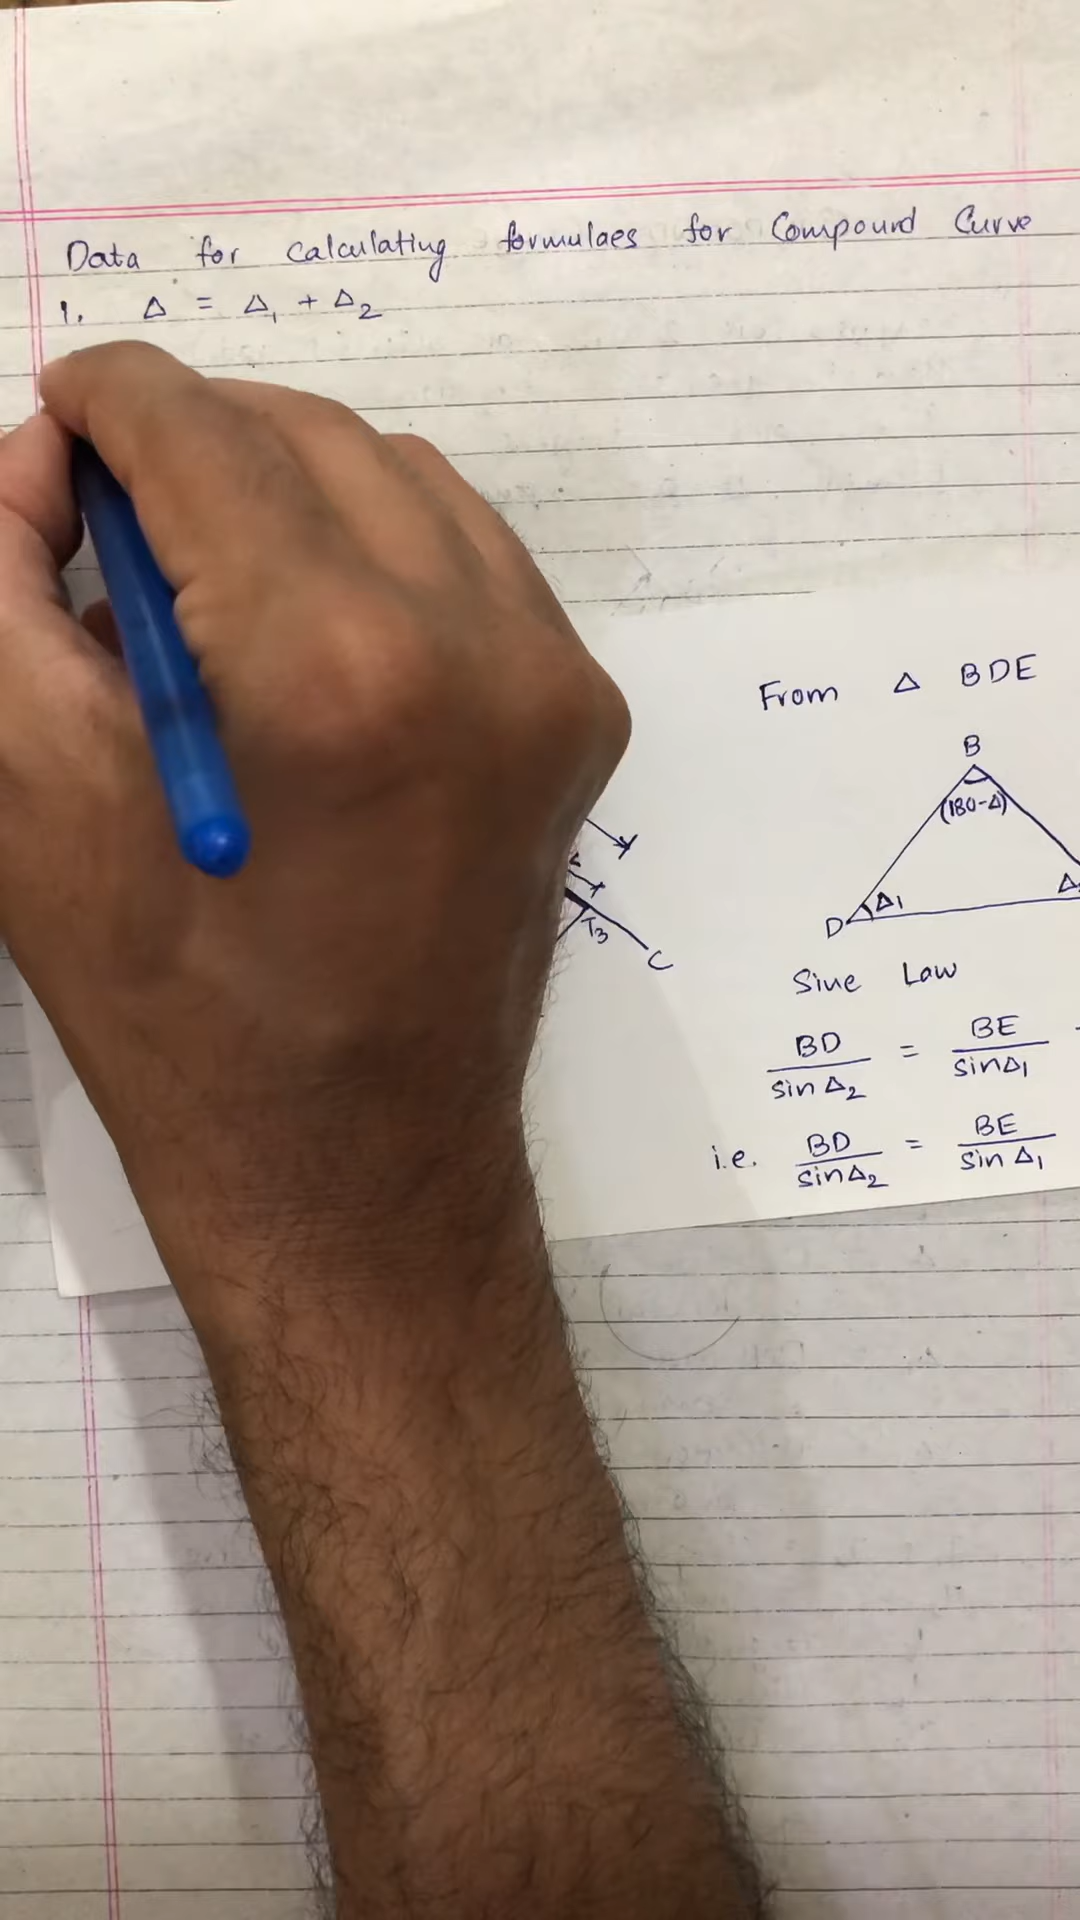 Data for calculating formulaes for Compound Curve
1. Δ = Δ1 + Δ2
From Δ BDE
B
(180-Δ)
D Δ1
T3
C
Sine Law
BD/sin Δ2 = BE/sinΔ1
i.e. BD/sinΔ2 = BE/sin Δ1